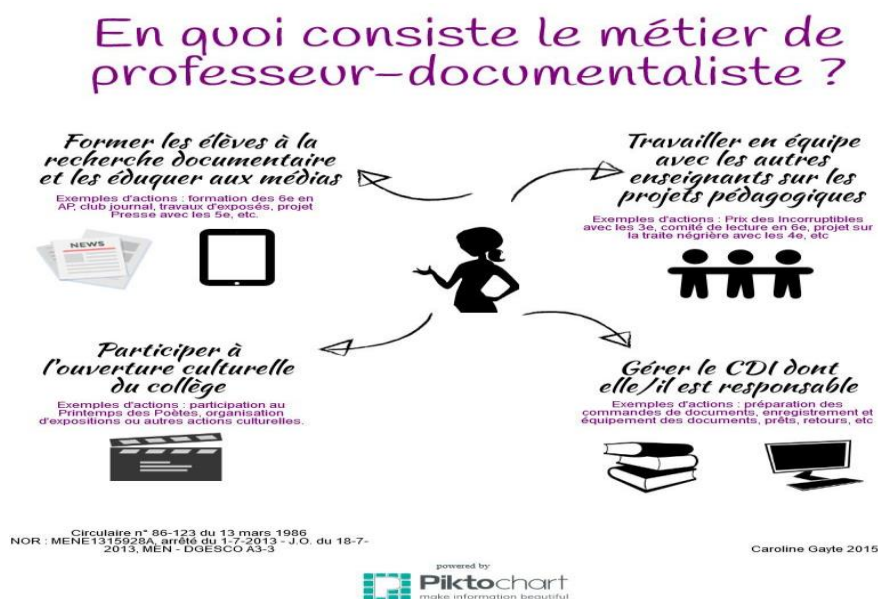 En quoi consiste le métier de
professeur-documentaliste ?
Former les élèves à la
recherche documentaire
et les éduquer aux médias
Exemples d'actions : formation des 6e en
AP, club journal, travaux d'exposés, projet
Presse avec les 5e, etc.
NEWS
Travailler en équipe
avec les autres
enseignants sur les
projets pédagogiques
Exemples d'actions : Prix des Incorruptibles
avec les 3e, comité de lecture en 6e, projet sur
la traite négrière avec les 4e, etc
Participer à
l'ouverture culturelle
du collège
Exemples d'actions : participation au
Printemps des Poètes, organisation
d'expositions ou autres actions culturelles.
Gérer le CDI dont
elle/il est responsable
Exemples d'actions : préparation des
commandes de documents, enregistrement et
équipement des documents, prêts, retours, etc
Circulaire n° 86-123 du 13 mars 1986
NOR : MENE1315928A, arrêté du 1-7-2013 - J.O. du 18-7-
2013, MEN - DGESCO A3-3
Caroline Gayte 2015
powered by
Piktochart
make information beautiful